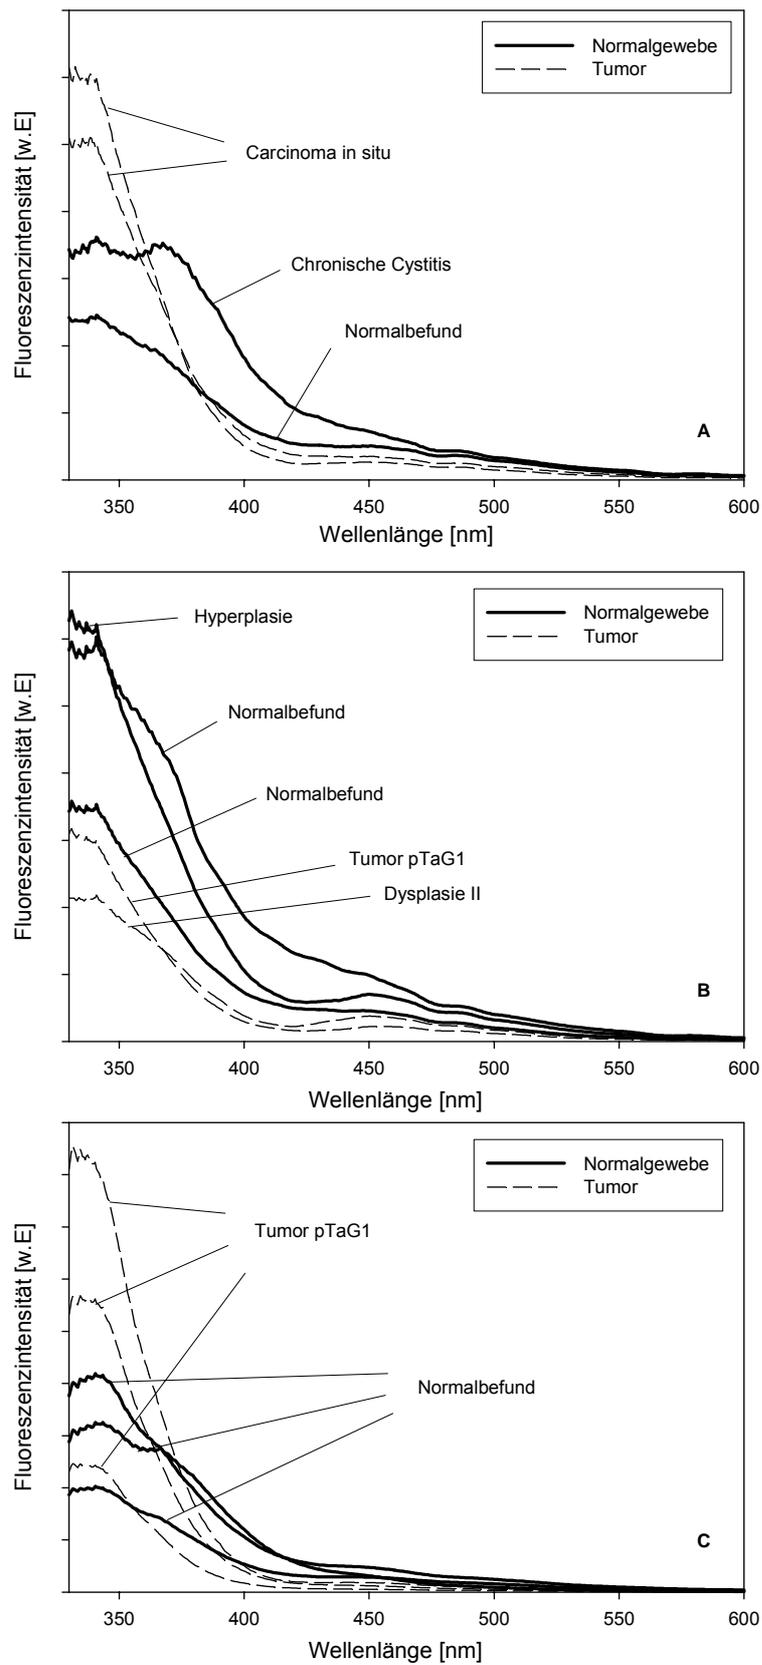 Normalgewebe
Tumor
Carcinoma in situ
Chronische Cystitis
Normalbefund
A
Fluoreszenzintensität [w.E]
350 400 450 500 550 600
Wellenlänge [nm]
Normalgewebe
Tumor
Hyperplasie
Normalbefund
Normalbefund
Tumor pTaG1
Dysplasie II
B
Fluoreszenzintensität [w.E]
350 400 450 500 550 600
Wellenlänge [nm]
Normalgewebe
Tumor
Tumor pTaG1
Normalbefund
C
Fluoreszenzintensität [w.E]
350 400 450 500 550 600
Wellenlänge [nm]